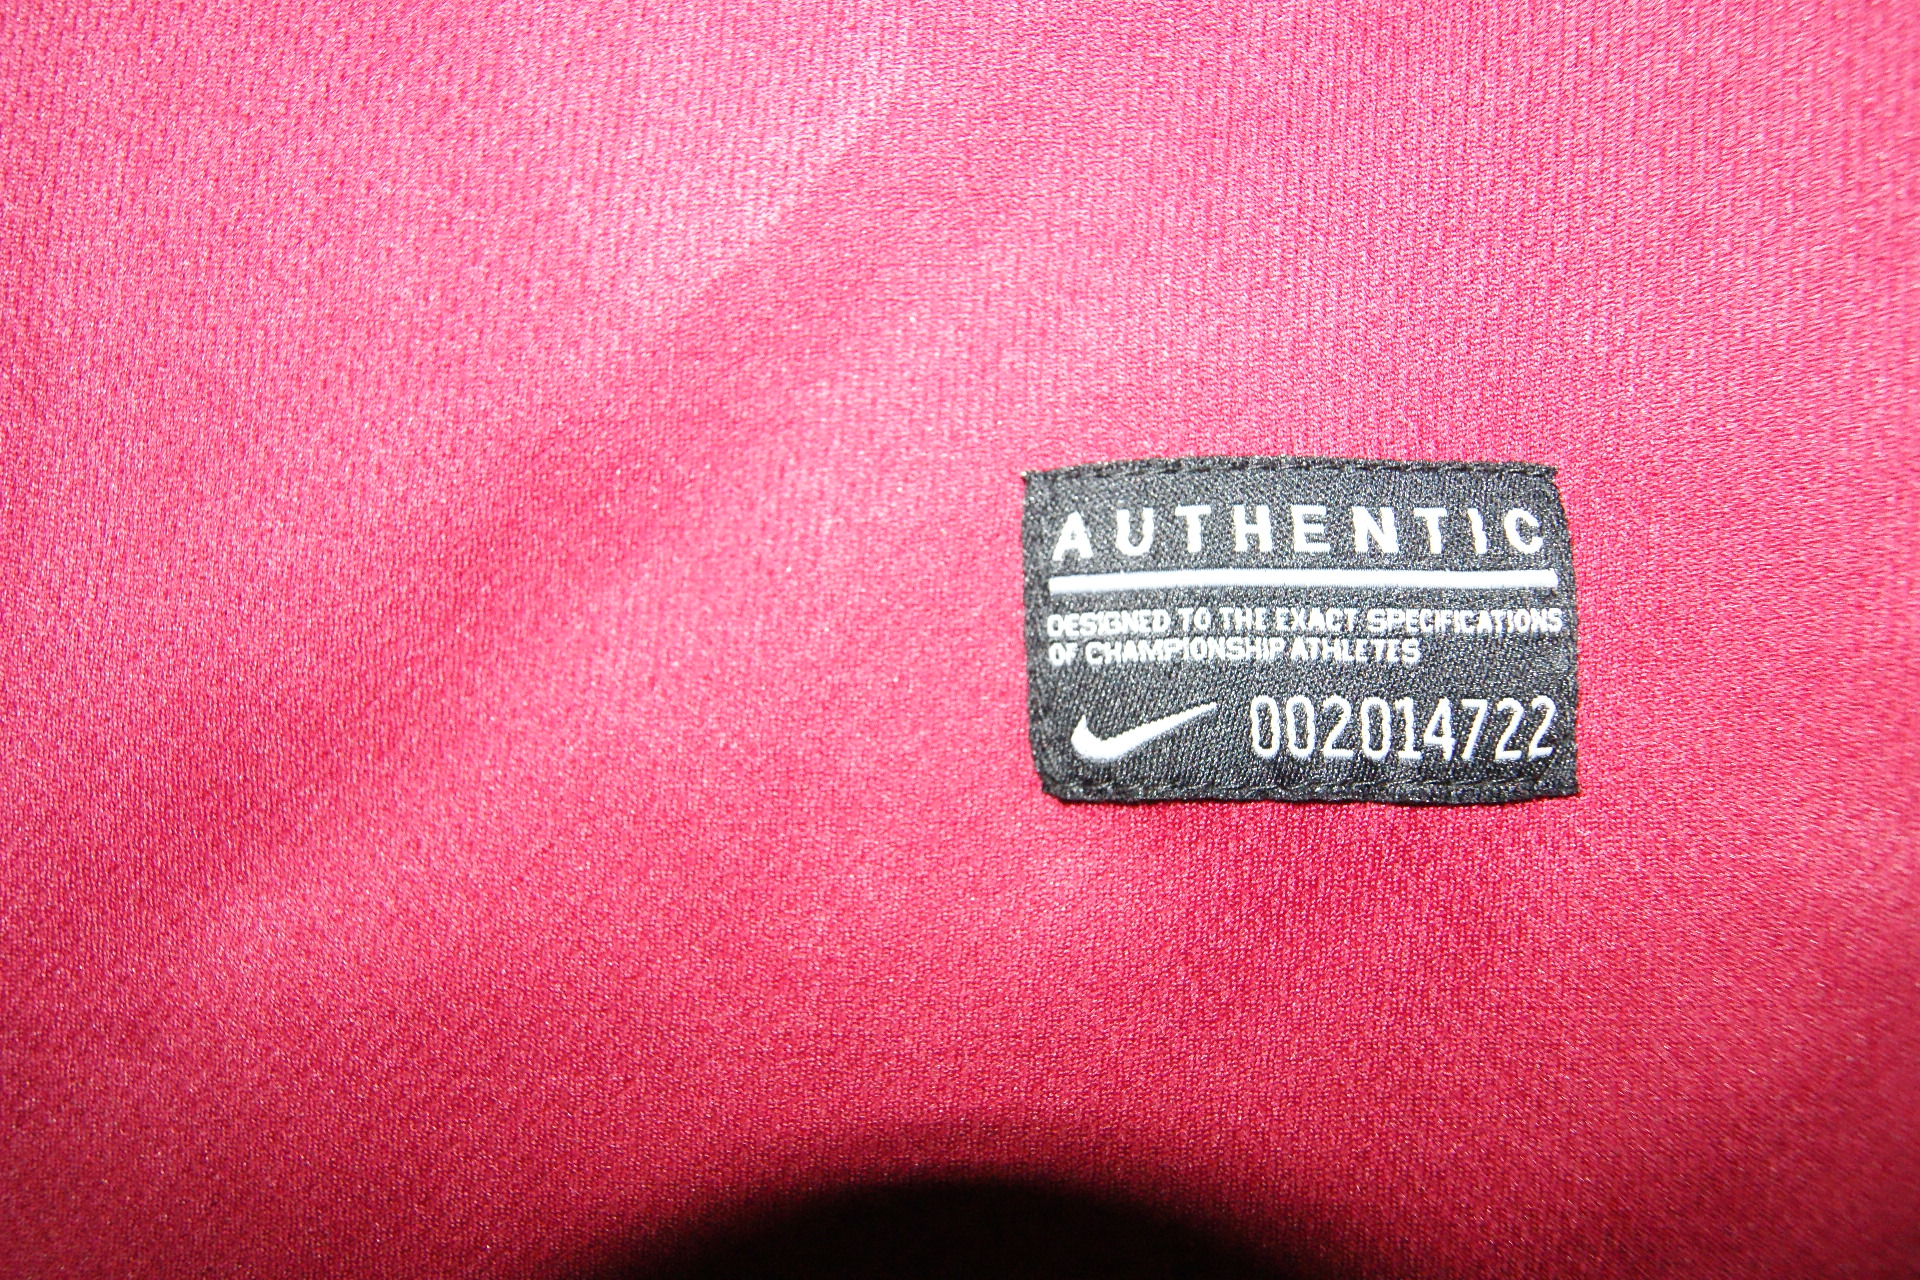 AUTHENTIC
DESIGNED TO THE EXACT SPECIFICATIONS
OF CHAMPIONSHIP ATHLETES
002014722